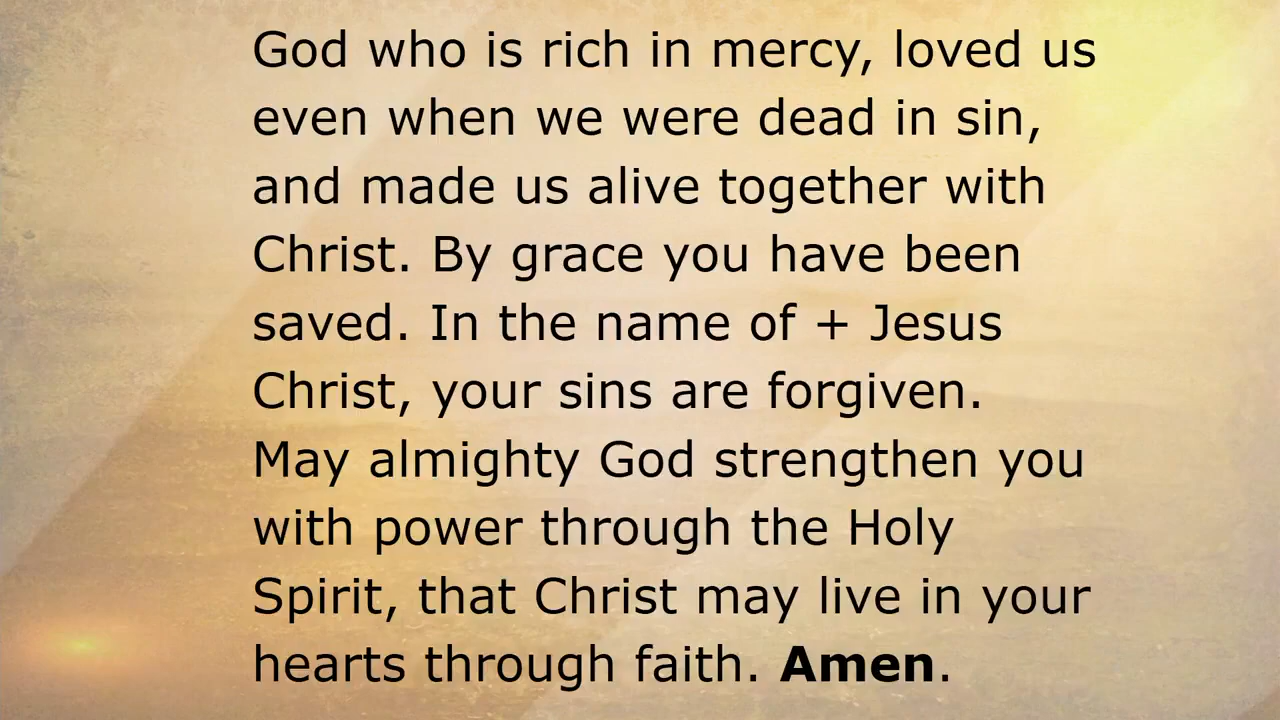 God who is rich in mercy, loved us
even when we were dead in sin,
and made us alive together with
Christ. By grace you have been
saved. In the name of + Jesus
Christ, your sins are forgiven.
May almighty God strengthen you
with power through the Holy
Spirit, that Christ may live in your
hearts through faith. Amen.